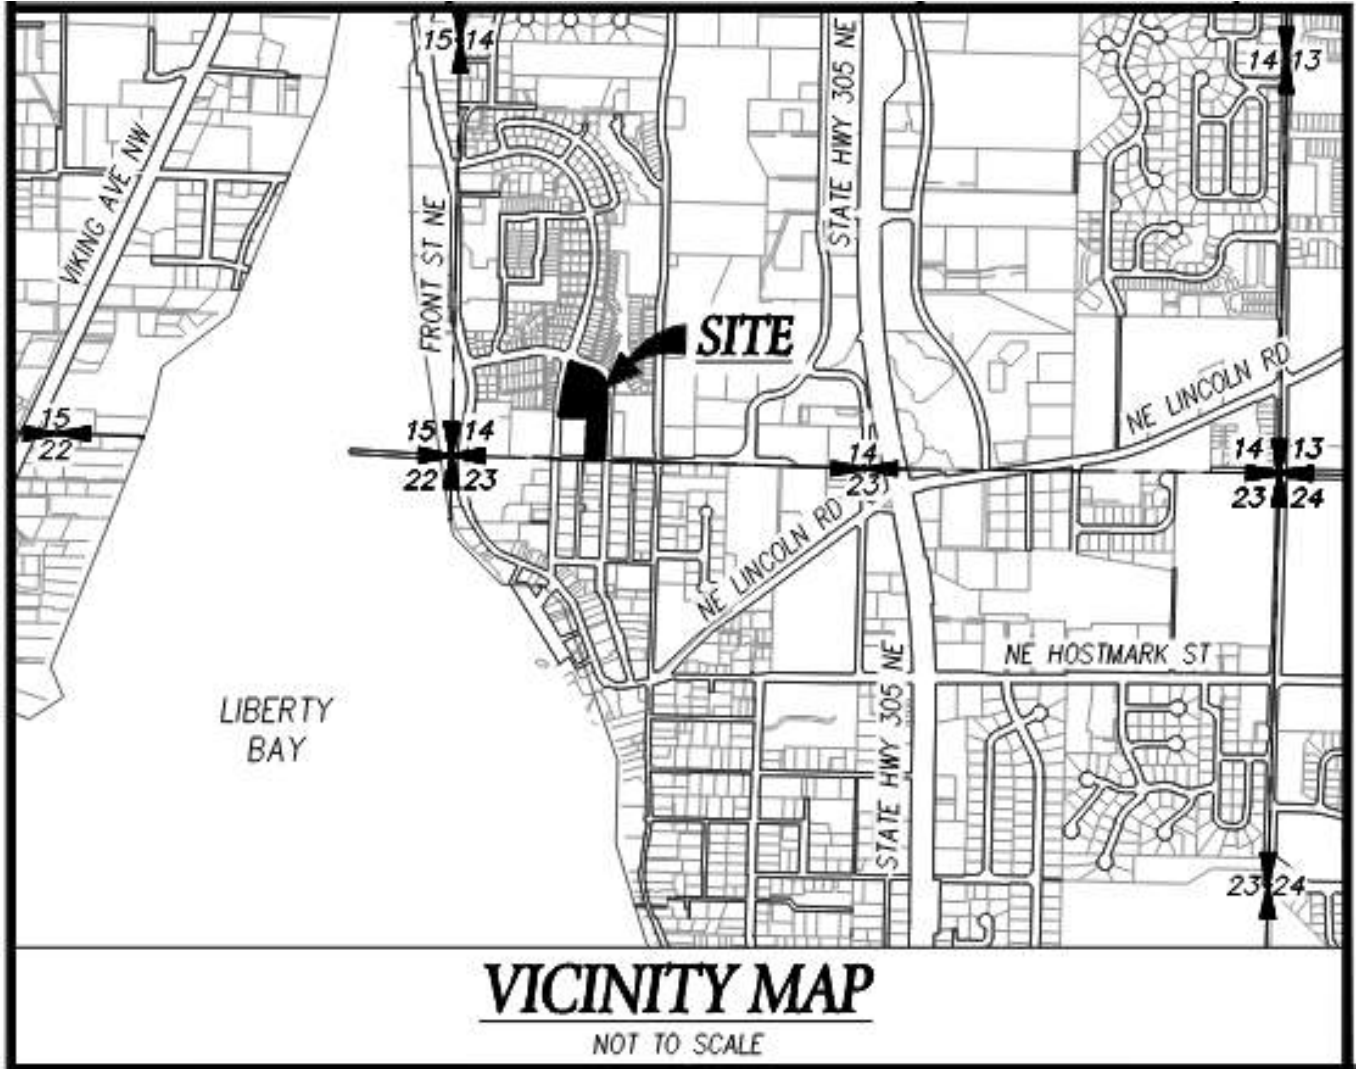 15 14
14 13
STATE HWY 305 NE
VIKING AVE NW
FRONT ST NE
SITE
NE LINCOLN RD
15
22
15 14
22 23
14
23
14 13
23 24
NE LINCOLN RD
NE HOSTMARK ST
STATE HWY 305 NE
LIBERTY
BAY
23 24
VICINITY MAP
NOT TO SCALE